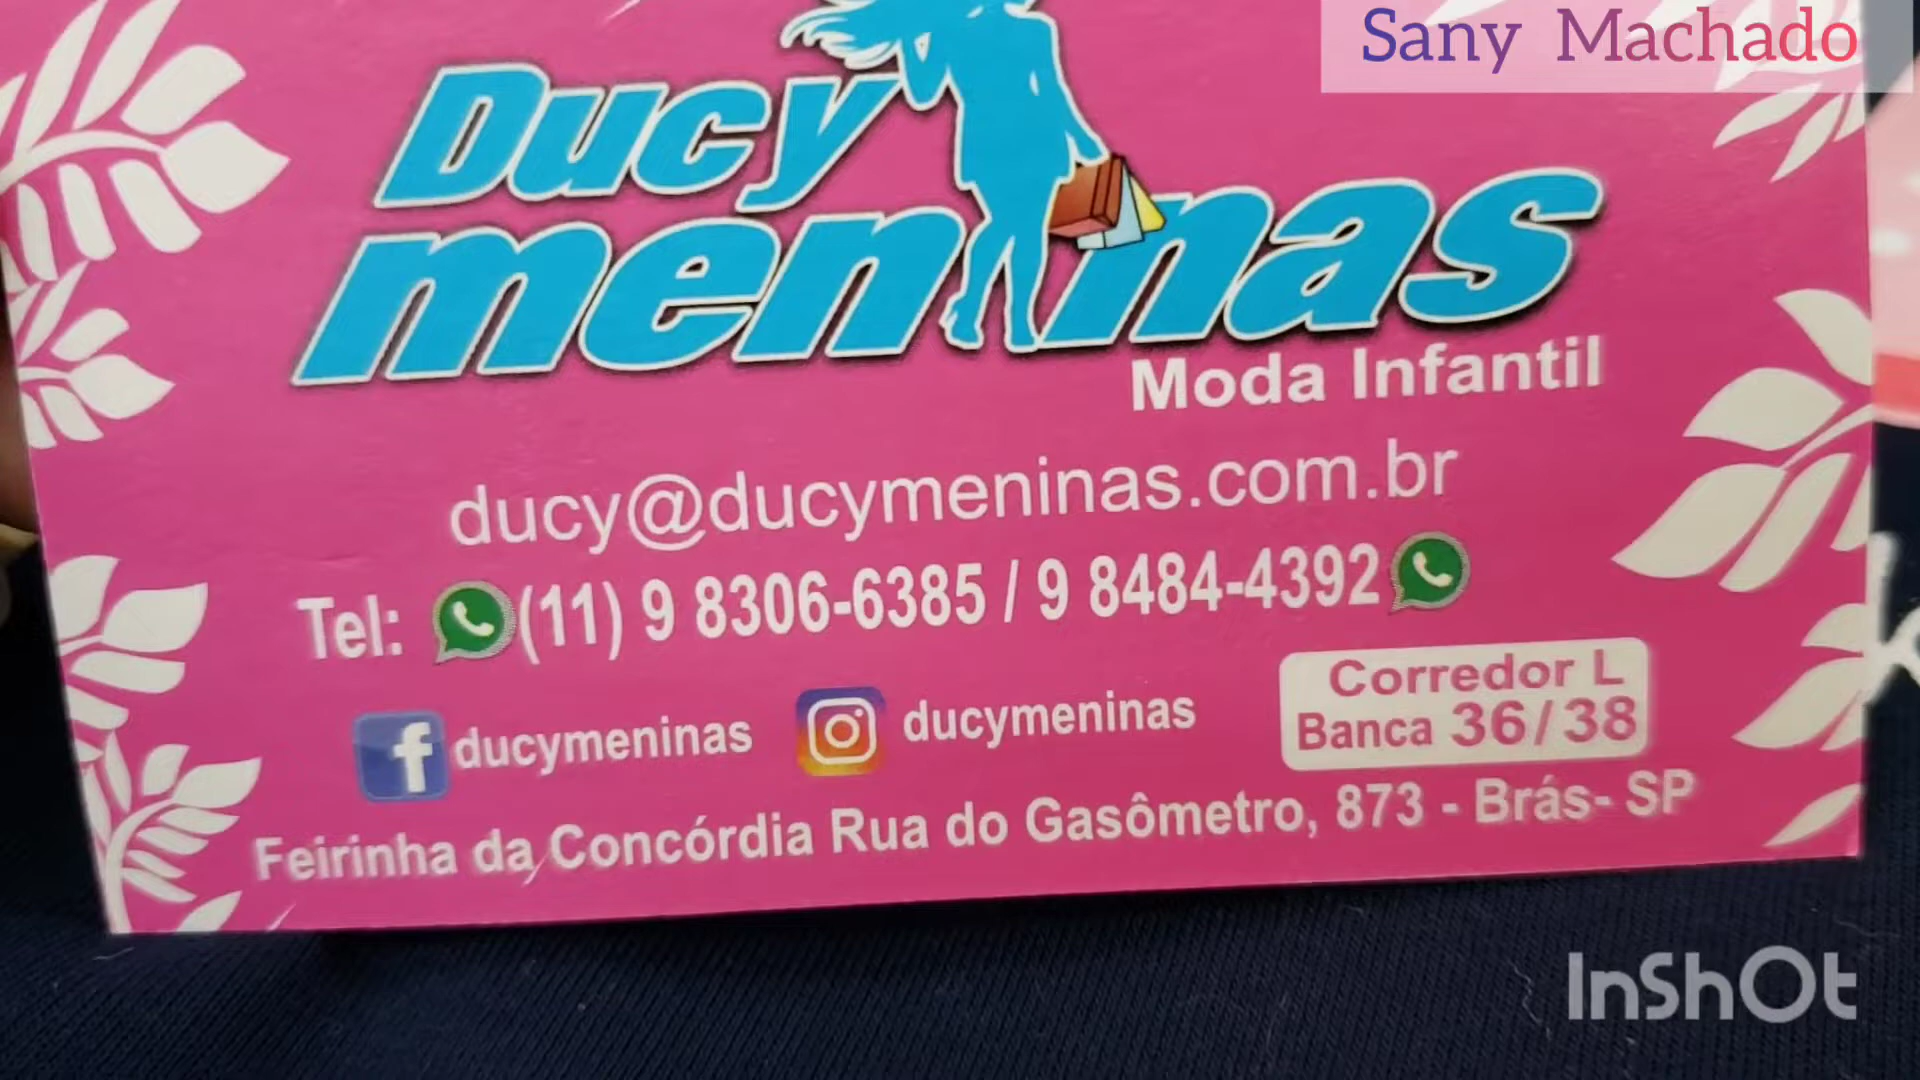 Sany Machado
Ducy
meninas
Moda Infantil
ducy@ducymeninas.com.br
Tel: (11) 9 8306-6385 / 9 8484-4392
ducymeninas ducymeninas
Corredor L
Banca 36/38
Feirinha da Concórdia Rua do Gasômetro, 873 - Brás- SP
InShOt